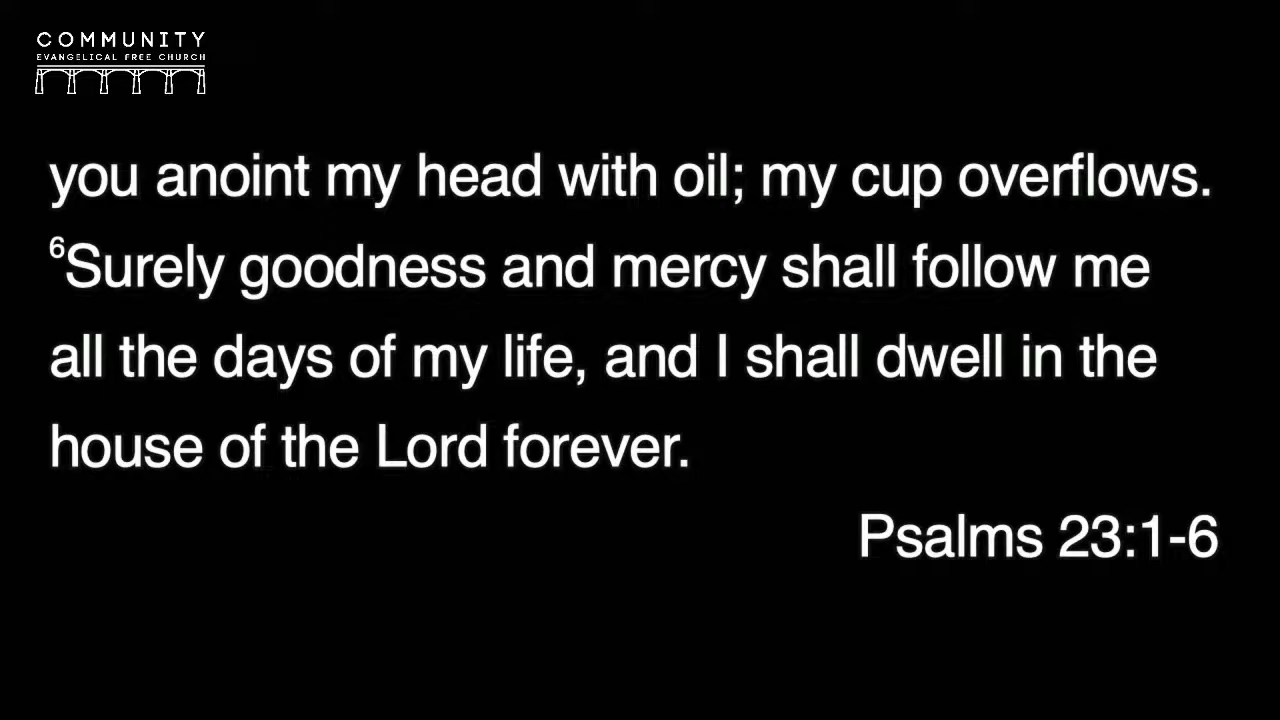 COMMUNITY
EVANGELICAL FREE CHURCH
you anoint my head with oil; my cup overflows.
⁶Surely goodness and mercy shall follow me
all the days of my life, and I shall dwell in the
house of the Lord forever.
Psalms 23:1-6